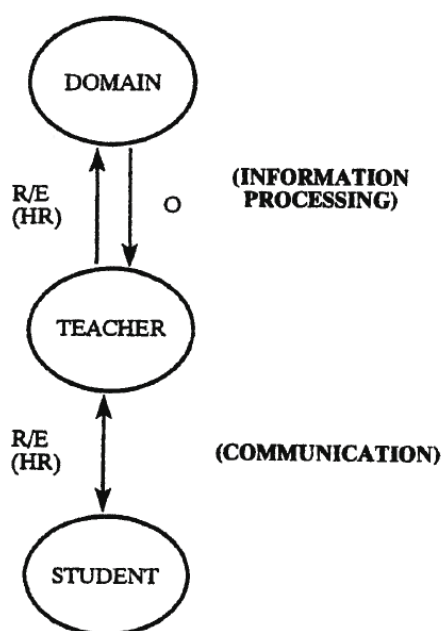 DOMAIN
R/E
(HR)
O
(INFORMATION
PROCESSING)
TEACHER
R/E
(HR)
(COMMUNICATION)
STUDENT